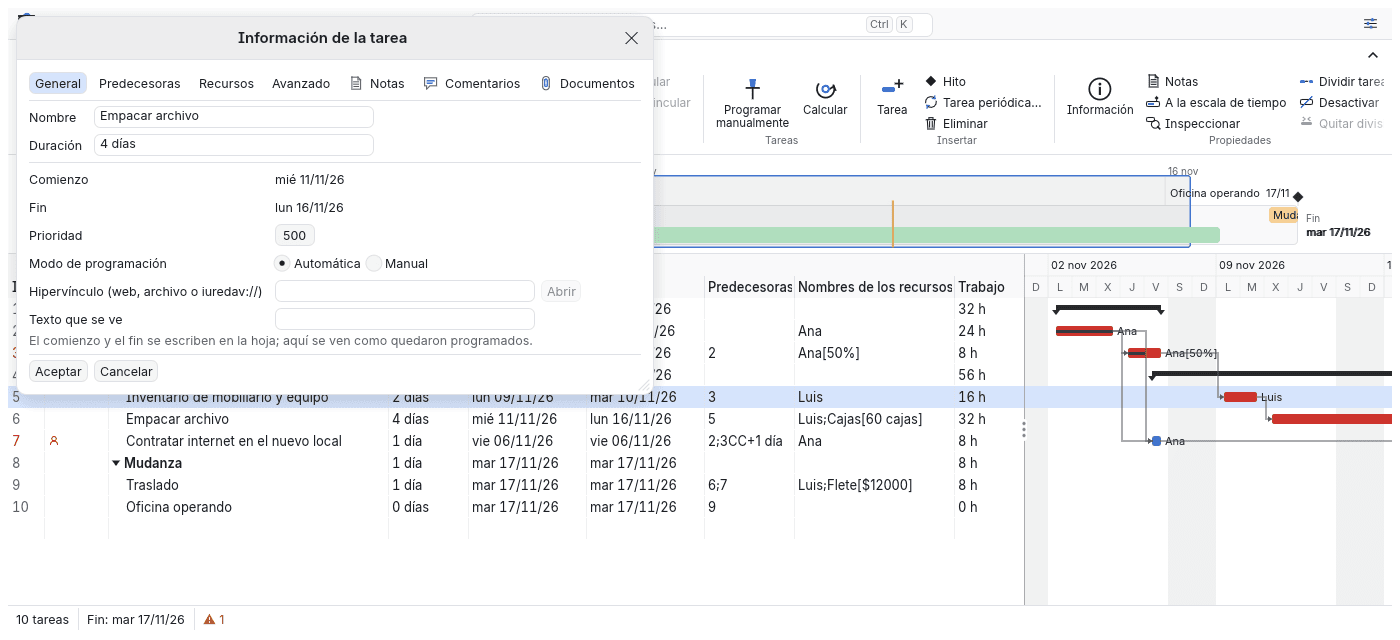 Información de la tarea
Ctrl K
General Predecesoras Recursos Avanzado Notas Comentarios Documentos
Nombre Empacar archivo
Duración 4 días
Comienzo mié 11/11/26
Fin lun 16/11/26
Prioridad 500
Modo de programación Automática Manual
Hipervínculo (web, archivo o iuredav://) Abrir
Texto que se ve
El comienzo y el fin se escriben en la hoja; aquí se ven como quedaron programados.
Aceptar Cancelar
Programar manualmente
Calcular
Tareas
Tarea
Hito
Tarea periódica...
Eliminar
Insertar
Información
Notas
A la escala de tiempo
Inspeccionar
Dividir tarea
Desactivar
Quitar divis
Propiedades
16 nov
Oficina operando 17/11
Muda
Fin
mar 17/11/26
Predecesoras Nombres de los recursos Trabajo
02 nov 2026 09 nov 2026
D L M X J V S D L M X J V S D
32 h
Ana 24 h Ana
2 Ana[50%] 8 h Ana[50%]
56 h
5 Inventario de mobiliario y equipo 2 días lun 09/11/26 mar 10/11/26 3 Luis 16 h Luis
6 Empacar archivo 4 días mié 11/11/26 lun 16/11/26 5 Luis;Cajas[60 cajas] 32 h
7 Contratar internet en el nuevo local 1 día vie 06/11/26 vie 06/11/26 2;3CC+1 día Ana 8 h Ana
8 Mudanza 1 día mar 17/11/26 mar 17/11/26 8 h
9 Traslado 1 día mar 17/11/26 mar 17/11/26 6;7 Luis;Flete[$12000] 8 h
10 Oficina operando 0 días mar 17/11/26 mar 17/11/26 9 0 h
10 tareas Fin: mar 17/11/26 1